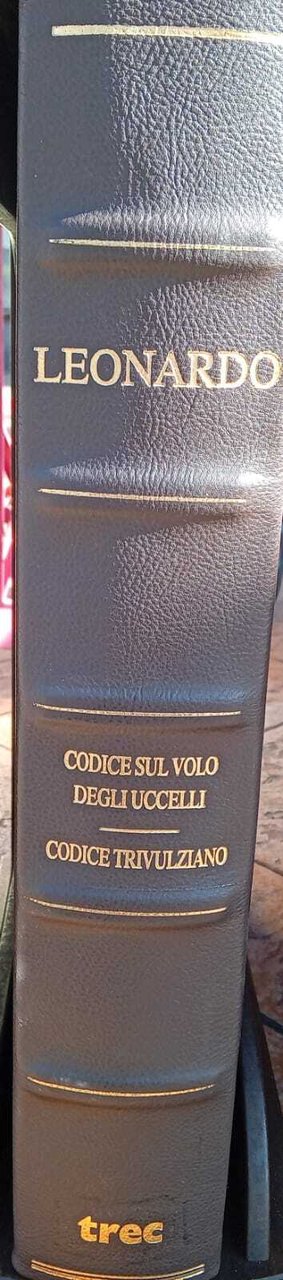 LEONARDO
CODICE SUL VOLO
DEGLI UCCELLI
CODICE TRIVULZIANO
trec